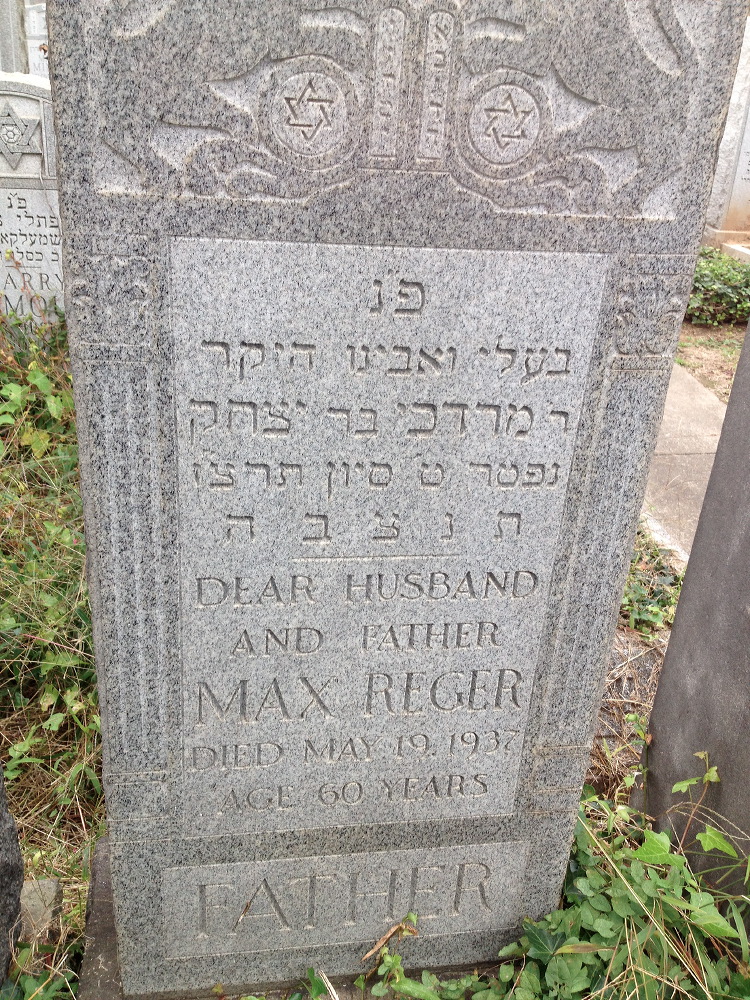 פ"נ
בעלי ואבינו היקר
ר מרדכי בר יצחק
נפטר ט סיון תרצ"ז
ת נ צ ב ה
DEAR HUSBAND
AND FATHER
MAX REGER
DIED MAY 19, 1937
AGE 60 YEARS
FATHER
פ"נ